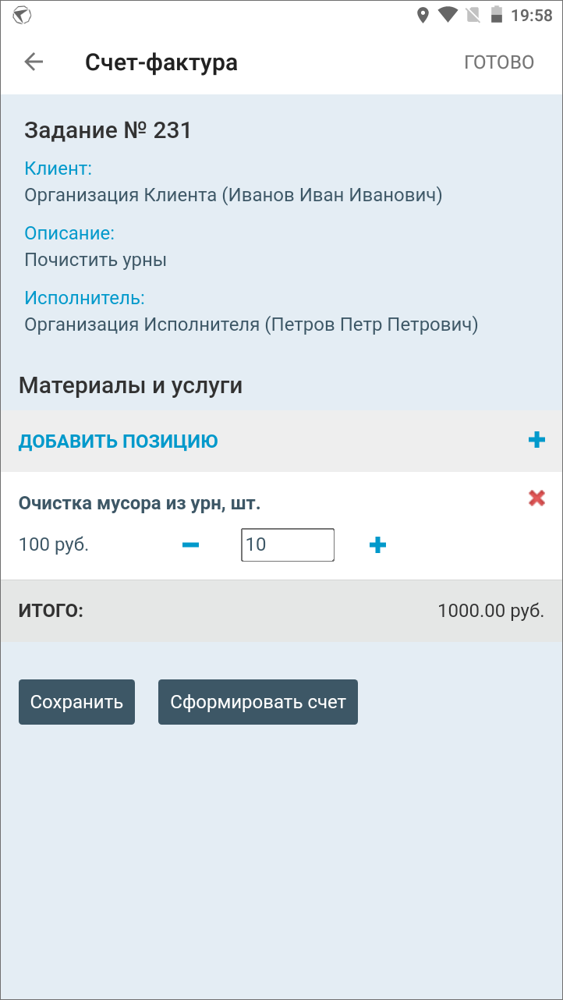 19:58
Счет-фактура ГОТОВО
Задание № 231
Клиент:
Организация Клиента (Иванов Иван Иванович)
Описание:
Почистить урны
Исполнитель:
Организация Исполнителя (Петров Петр Петрович)
Материалы и услуги
ДОБАВИТЬ ПОЗИЦИЮ
Очистка мусора из урн, шт.
100 руб. 10
ИТОГО: 1000.00 руб.
Сохранить Сформировать счет